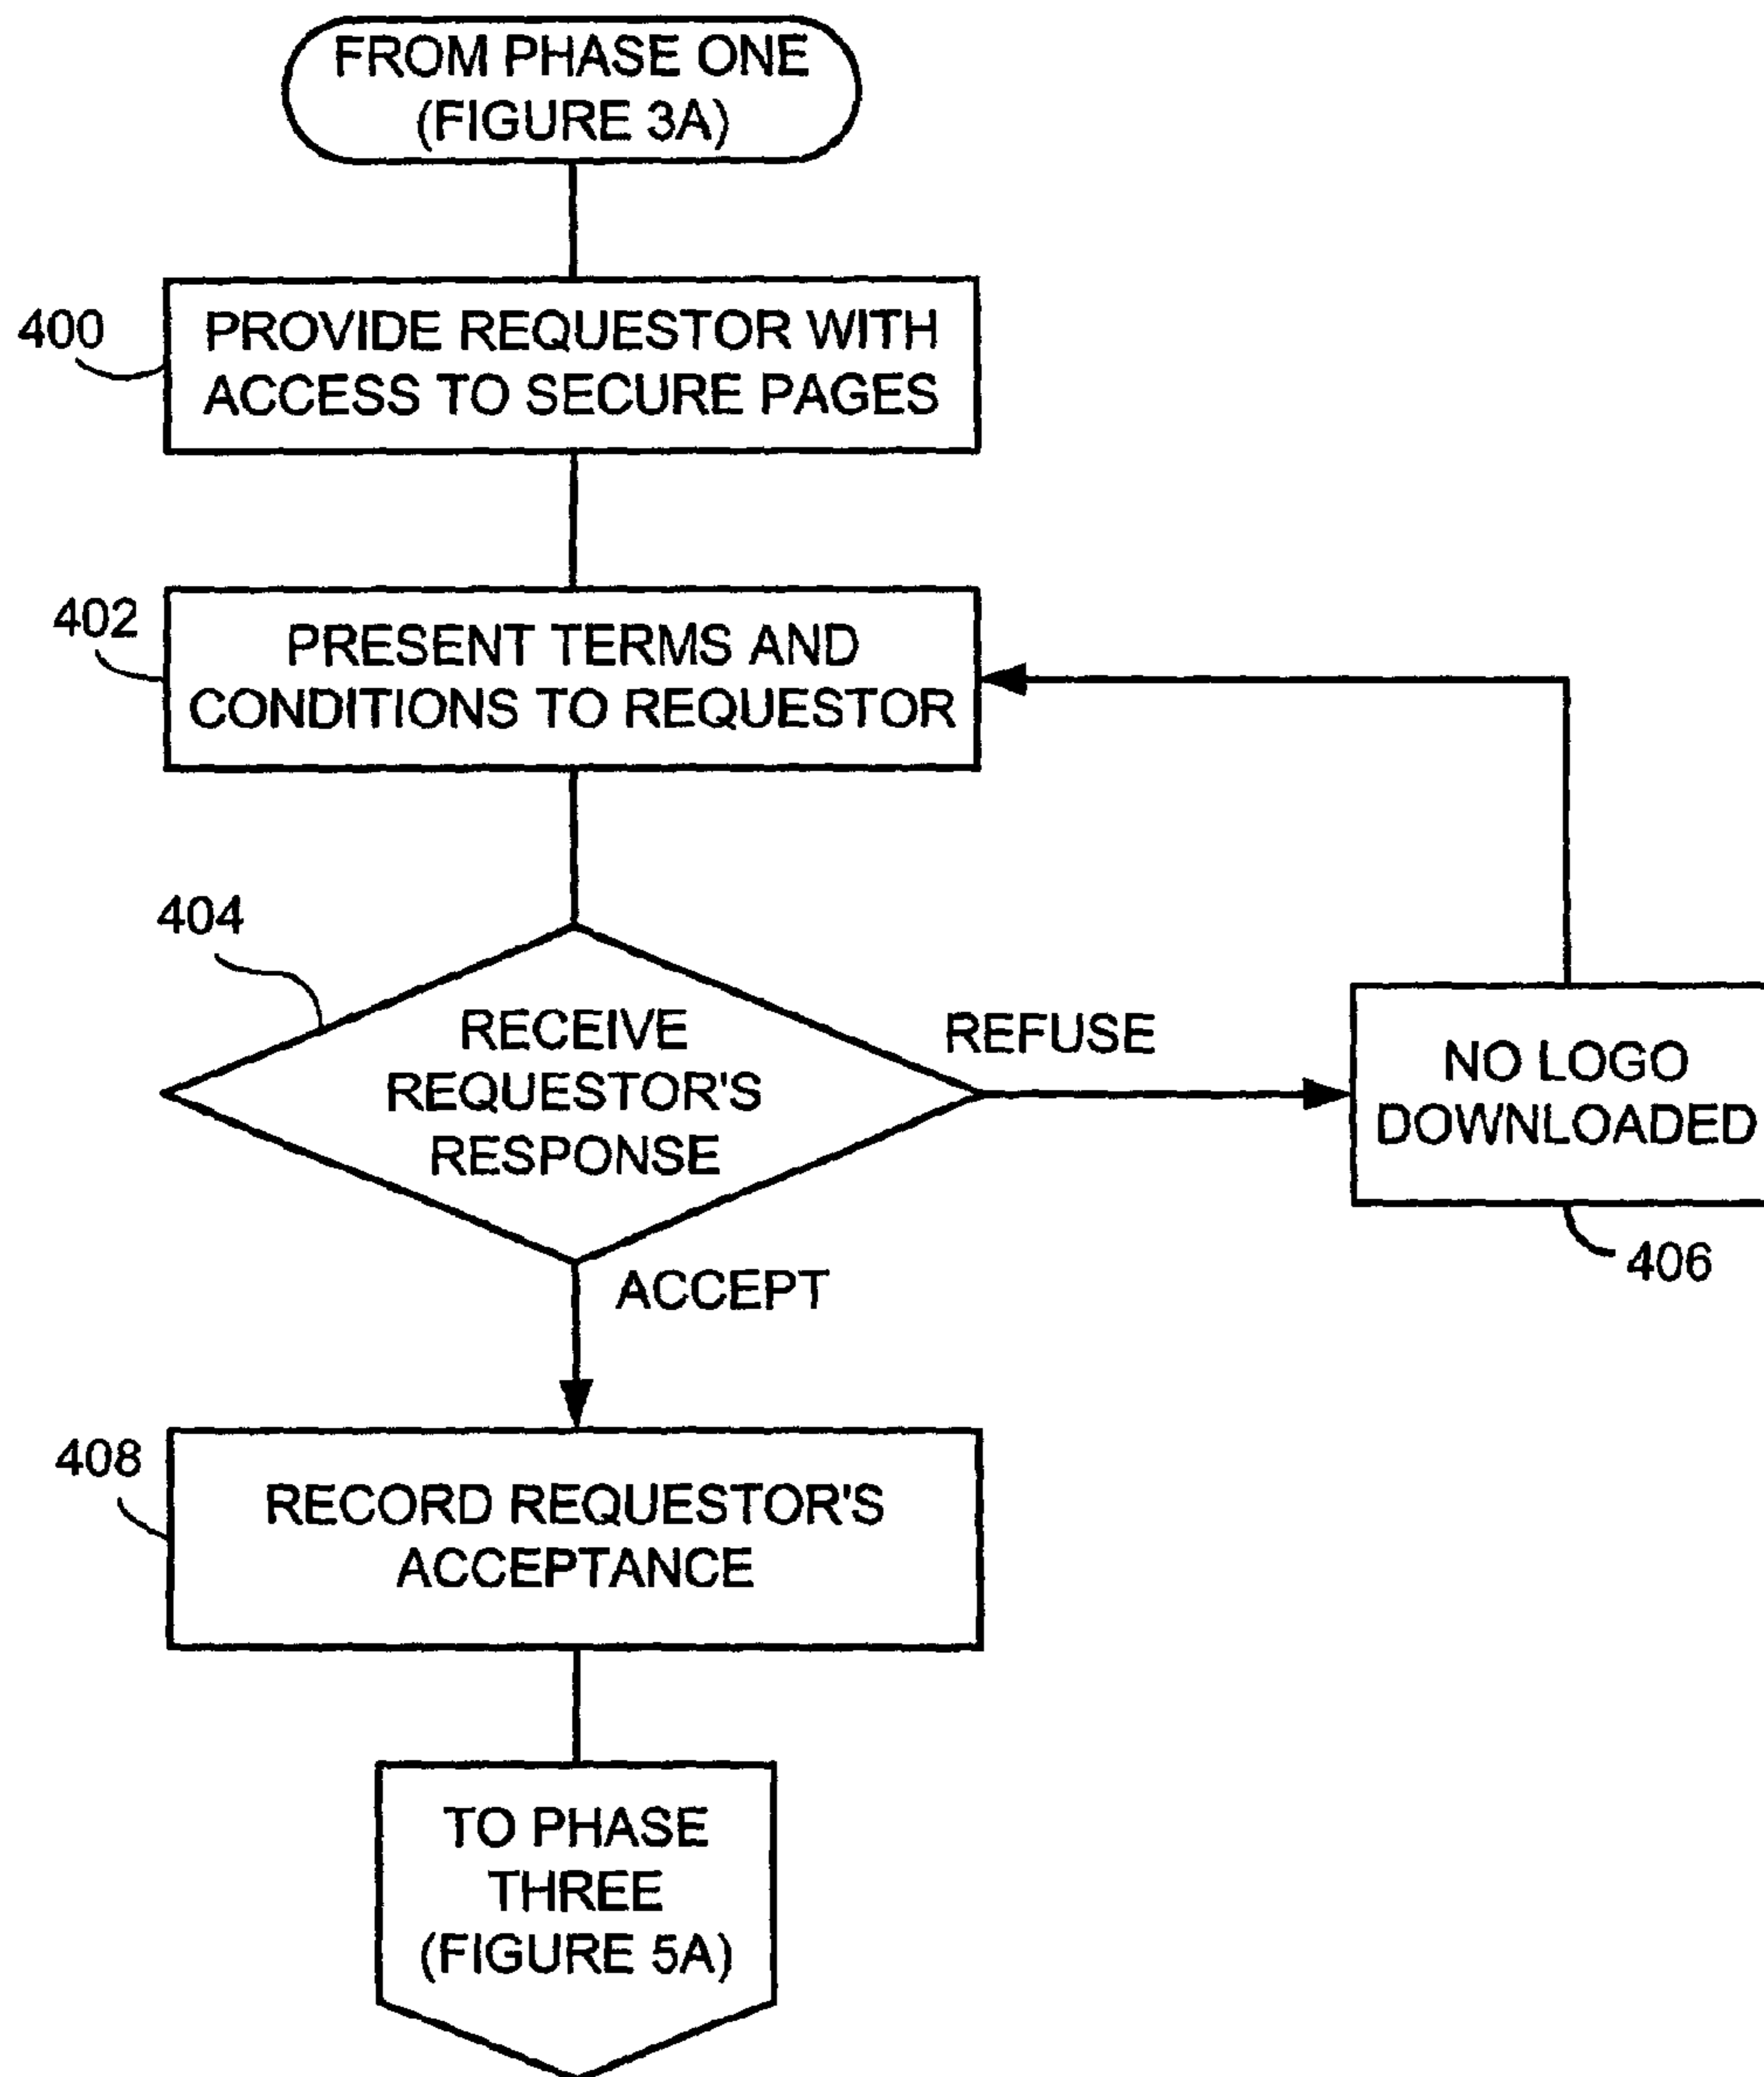 FROM PHASE ONE
(FIGURE 3A)
400
PROVIDE REQUESTOR WITH
ACCESS TO SECURE PAGES
402
PRESENT TERMS AND
CONDITIONS TO REQUESTOR
404
RECEIVE
REQUESTOR'S
RESPONSE
REFUSE
NO LOGO
DOWNLOADED
406
ACCEPT
408
RECORD REQUESTOR'S
ACCEPTANCE
TO PHASE
THREE
(FIGURE 5A)